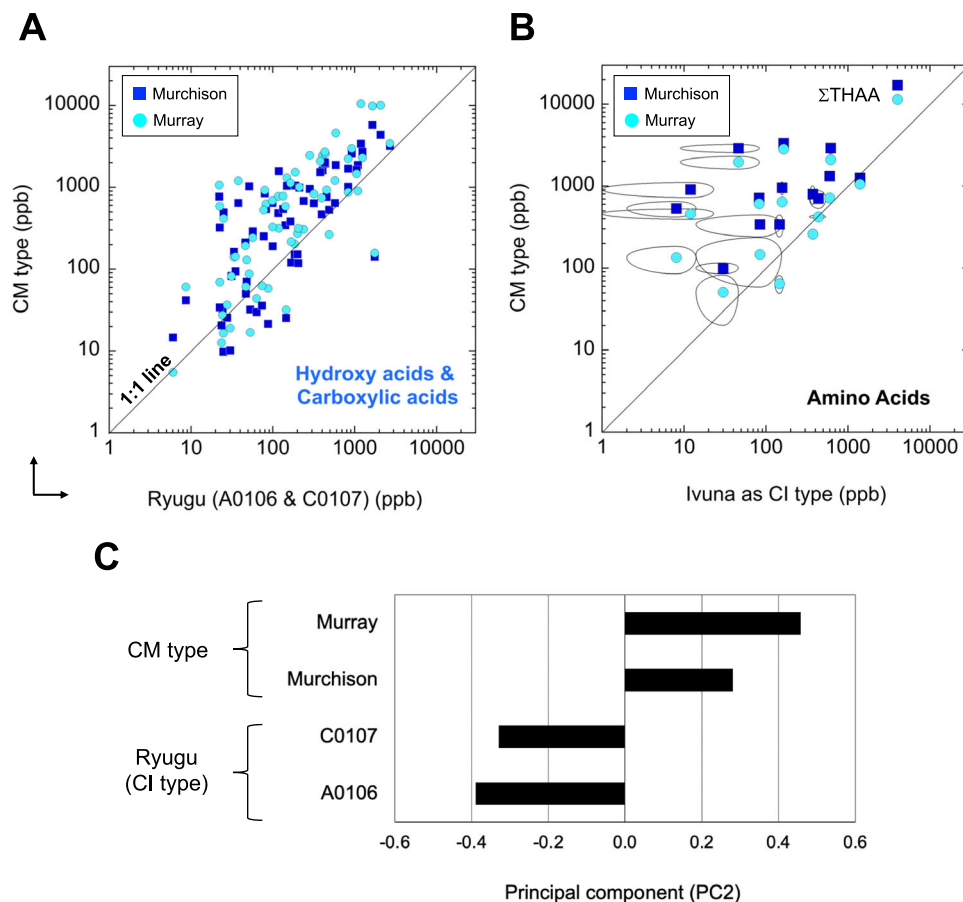 A
Murchison
Murray
10000
1000
100
10
1
CM type (ppb)
1:1 line
Hydroxy acids &
Carboxylic acids
1 10 100 1000 10000
Ryugu (A0106 & C0107) (ppb)
B
Murchison
Murray
ΣTHAA
10000
1000
100
10
1
CM type (ppb)
Amino Acids
1 10 100 1000 10000
Ivuna as CI type (ppb)
C
CM type
Murray
Murchison
Ryugu
(CI type)
C0107
A0106
-0.6 -0.4 -0.2 0.0 0.2 0.4 0.6
Principal component (PC2)